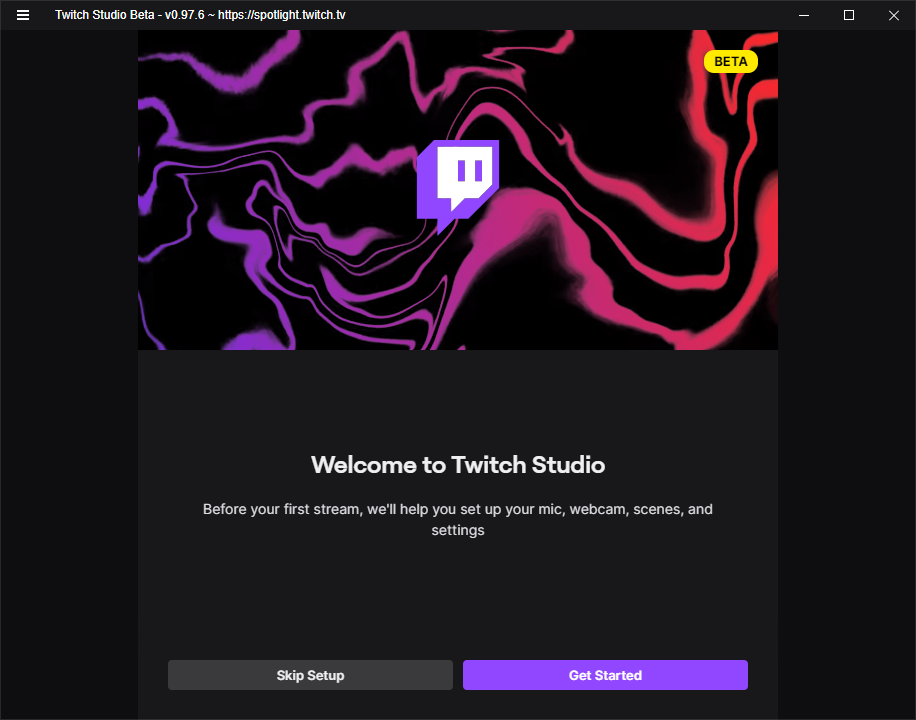 Twitch Studio Beta - v0.97.6 ~ https://spotlight.twitch.tv
BETA
Welcome to Twitch Studio
Before your first stream, we'll help you set up your mic, webcam, scenes, and
settings
Skip Setup
Get Started